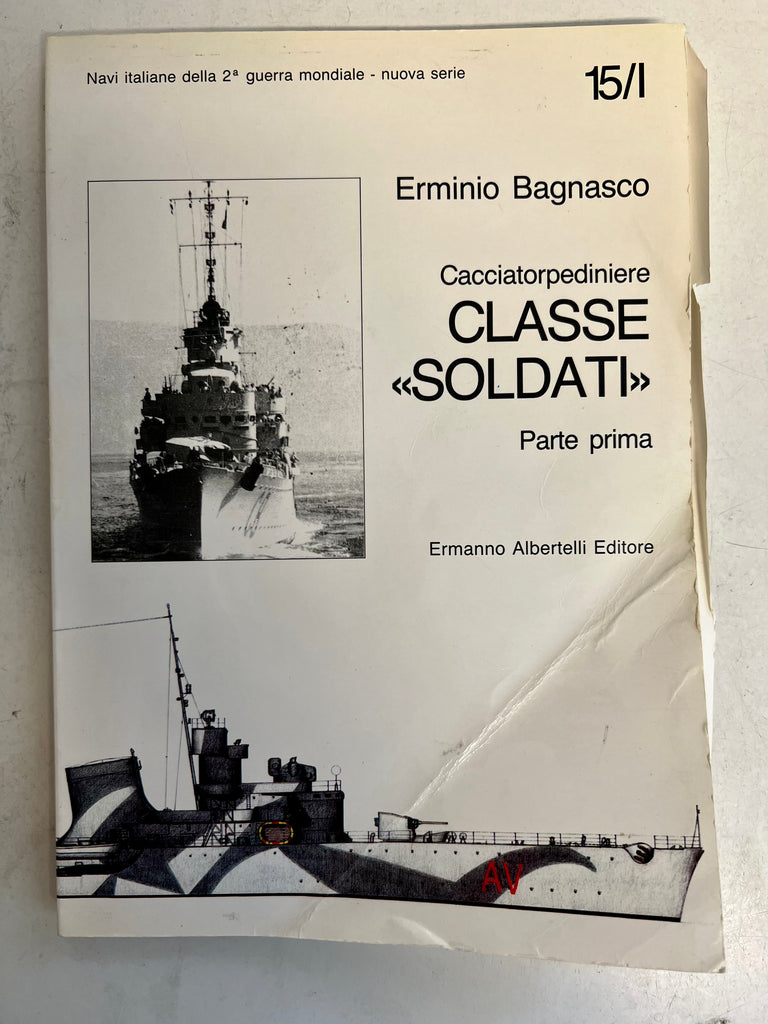 Navi italiane della 2ª guerra mondiale - nuova serie
15/I
Erminio Bagnasco
Cacciatorpediniere
CLASSE
«SOLDATI»
Parte prima
Ermanno Albertelli Editore
AV